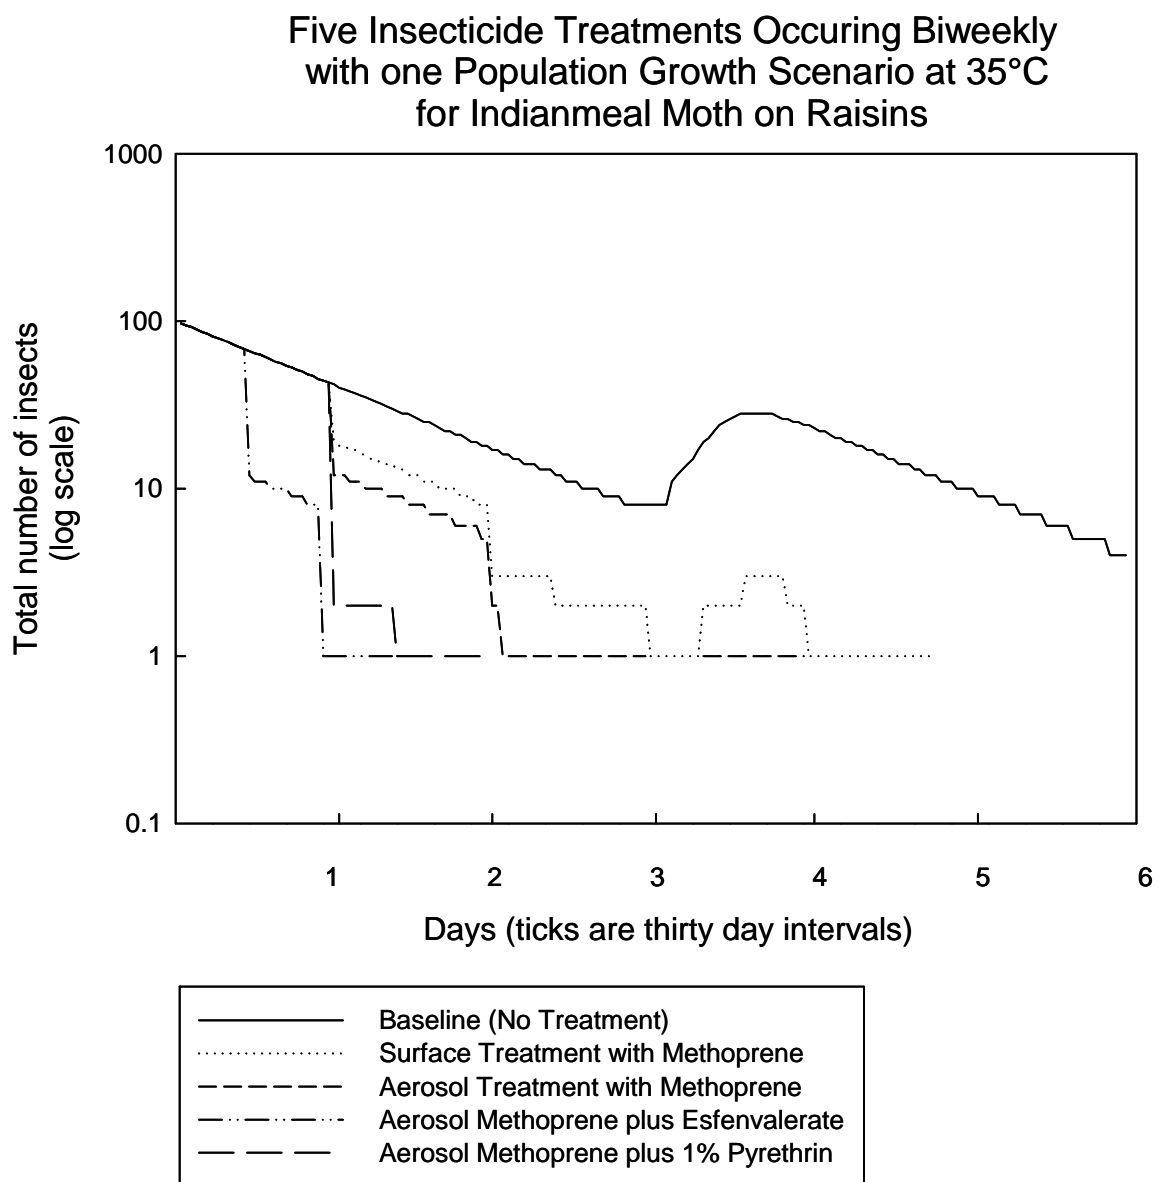 Five Insecticide Treatments Occuring Biweekly
with one Population Growth Scenario at 35°C
for Indianmeal Moth on Raisins
Total number of insects
(log scale)
1000
100
10
1
0.1
1 2 3 4 5 6
Days (ticks are thirty day intervals)
Baseline (No Treatment)
Surface Treatment with Methoprene
Aerosol Treatment with Methoprene
Aerosol Methoprene plus Esfenvalerate
Aerosol Methoprene plus 1% Pyrethrin